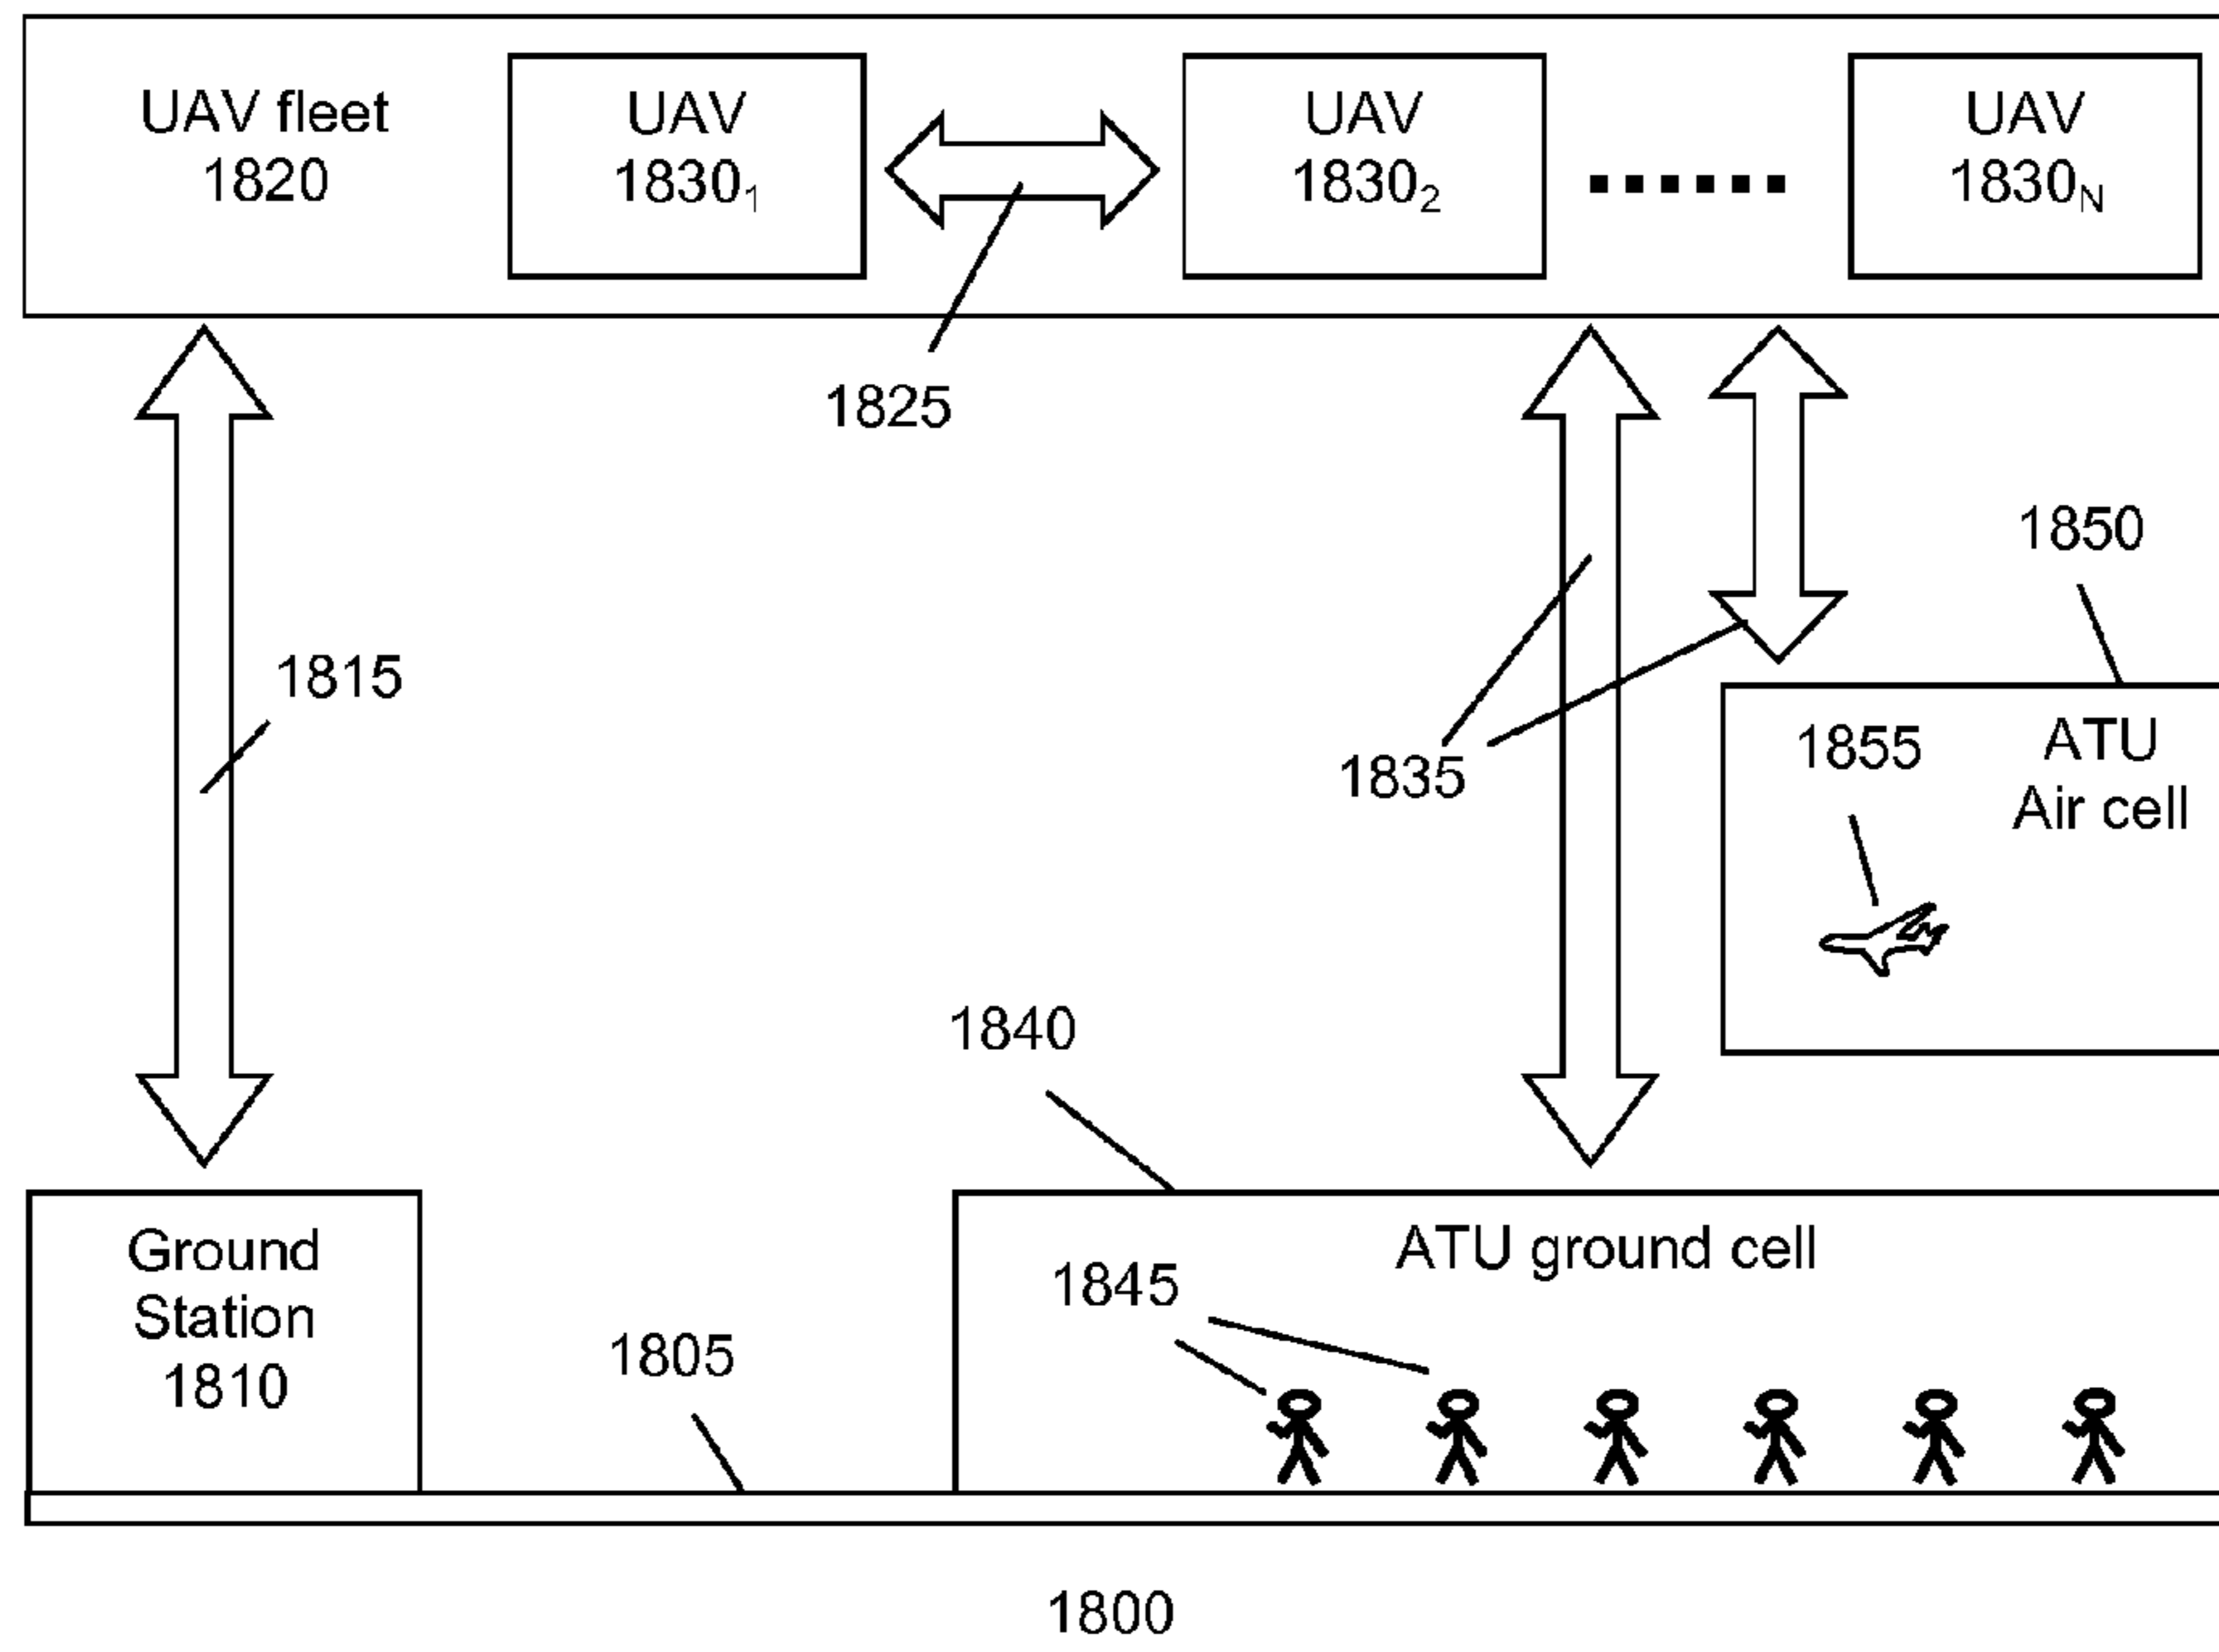 UAV fleet
1820
UAV
1830₁
UAV
1830₂
UAV
1830ₙ
1825
1815
1835
1850
1855
ATU
Air cell
1840
Ground
Station
1810
1805
ATU ground cell
1845
1800